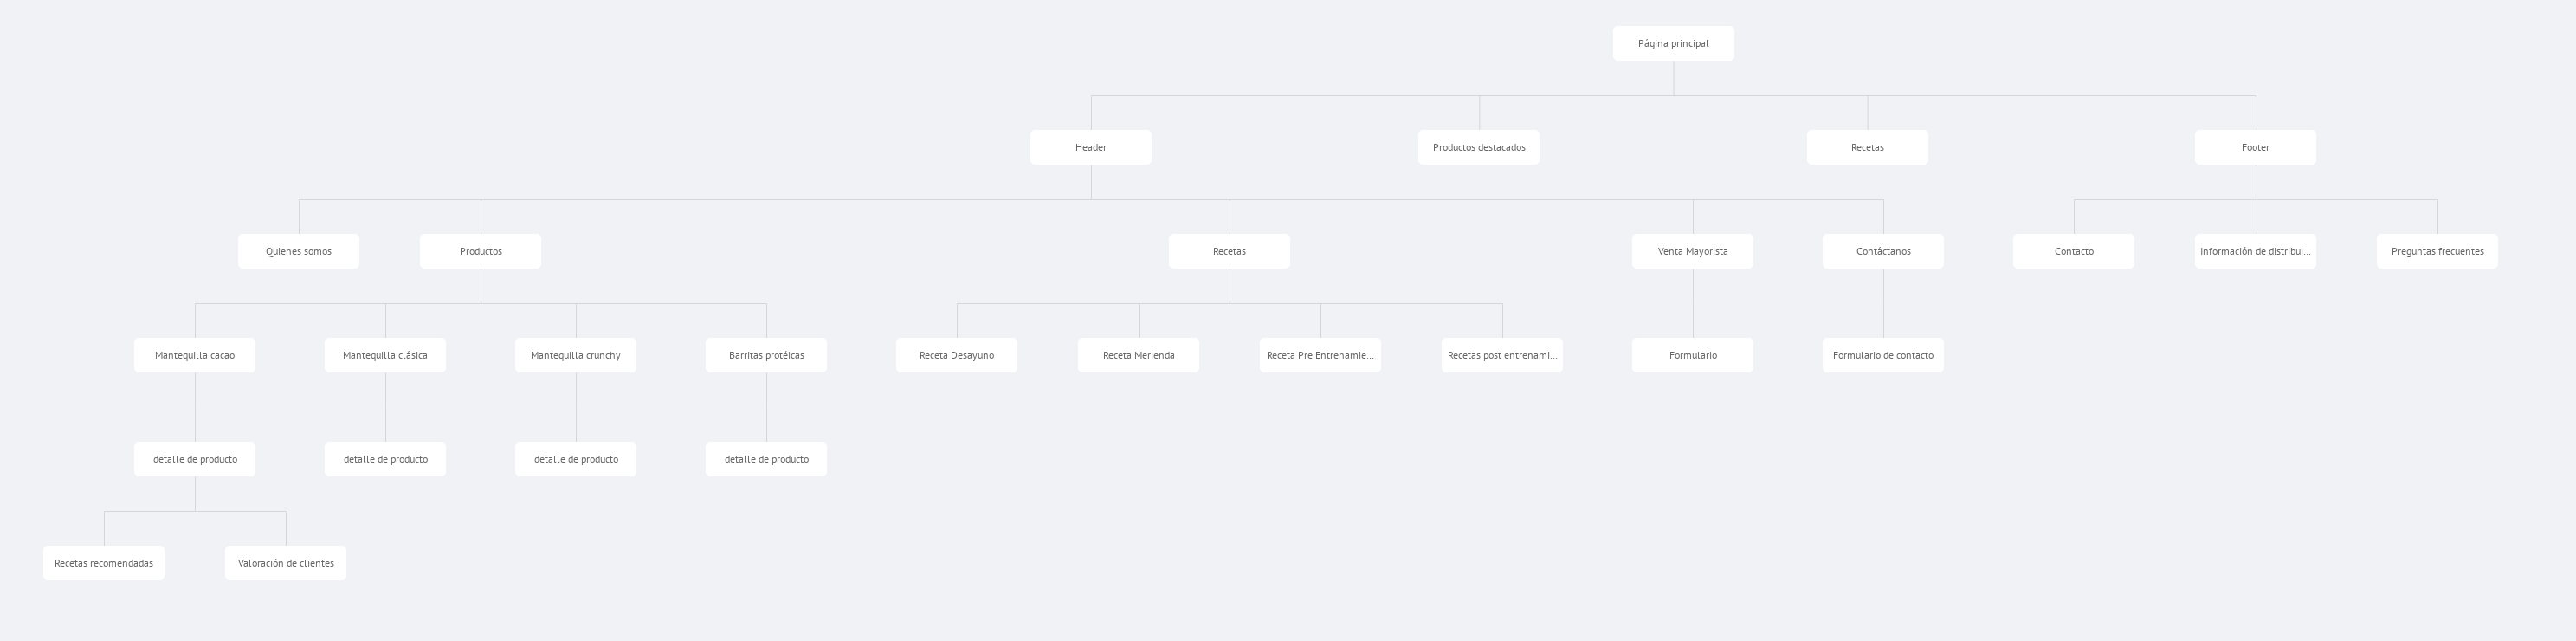 Página principal
Header
Productos destacados
Recetas
Footer
Quienes somos
Productos
Recetas
Venta Mayorista
Contáctanos
Contacto
Información de distribui...
Preguntas frecuentes
Mantequilla cacao
Mantequilla clásica
Mantequilla crunchy
Barritas protéicas
Receta Desayuno
Receta Merienda
Receta Pre Entrenamie...
Recetas post entrenami...
Formulario
Formulario de contacto
detalle de producto
detalle de producto
detalle de producto
detalle de producto
Recetas recomendadas
Valoración de clientes